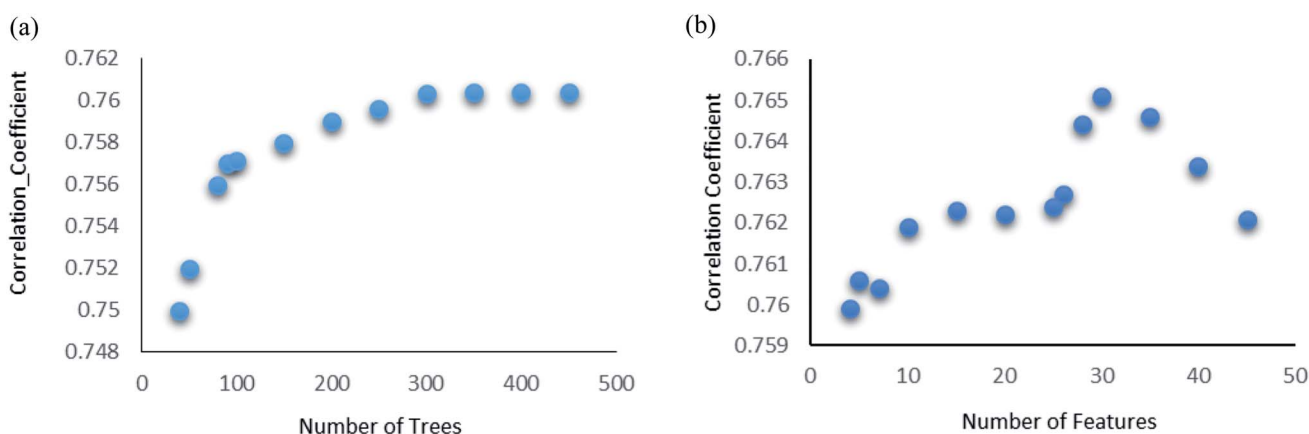 (a)
Correlation_Coefficient
0.762
0.76
0.758
0.756
0.754
0.752
0.75
0.748
0 100 200 300 400 500
Number of Trees
(b)
Correlation Coefficient
0.766
0.765
0.764
0.763
0.762
0.761
0.76
0.759
0 10 20 30 40 50
Number of Features